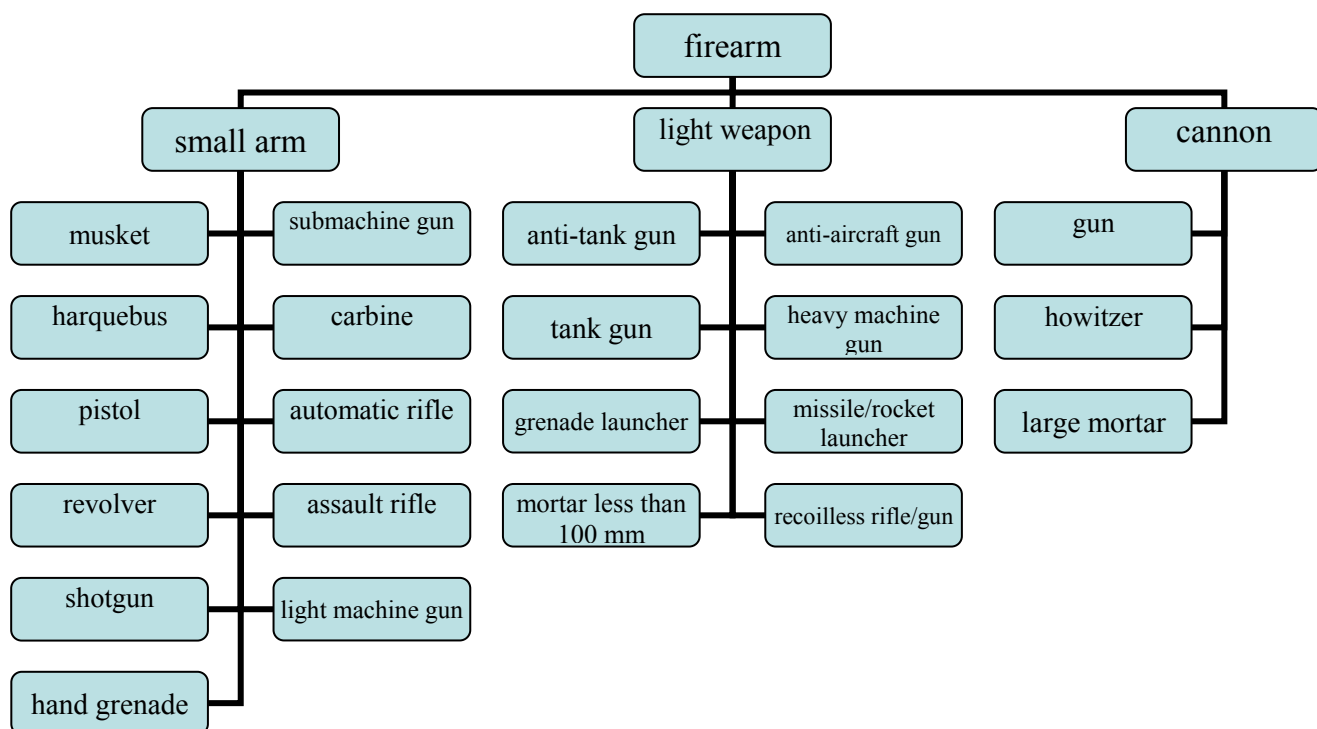 firearm
small arm
light weapon
cannon
musket
submachine gun
anti-tank gun
anti-aircraft gun
gun
harquebus
carbine
tank gun
heavy machine
gun
howitzer
pistol
automatic rifle
grenade launcher
missile/rocket
launcher
large mortar
revolver
assault rifle
mortar less than
100 mm
recoilless rifle/gun
shotgun
light machine gun
hand grenade